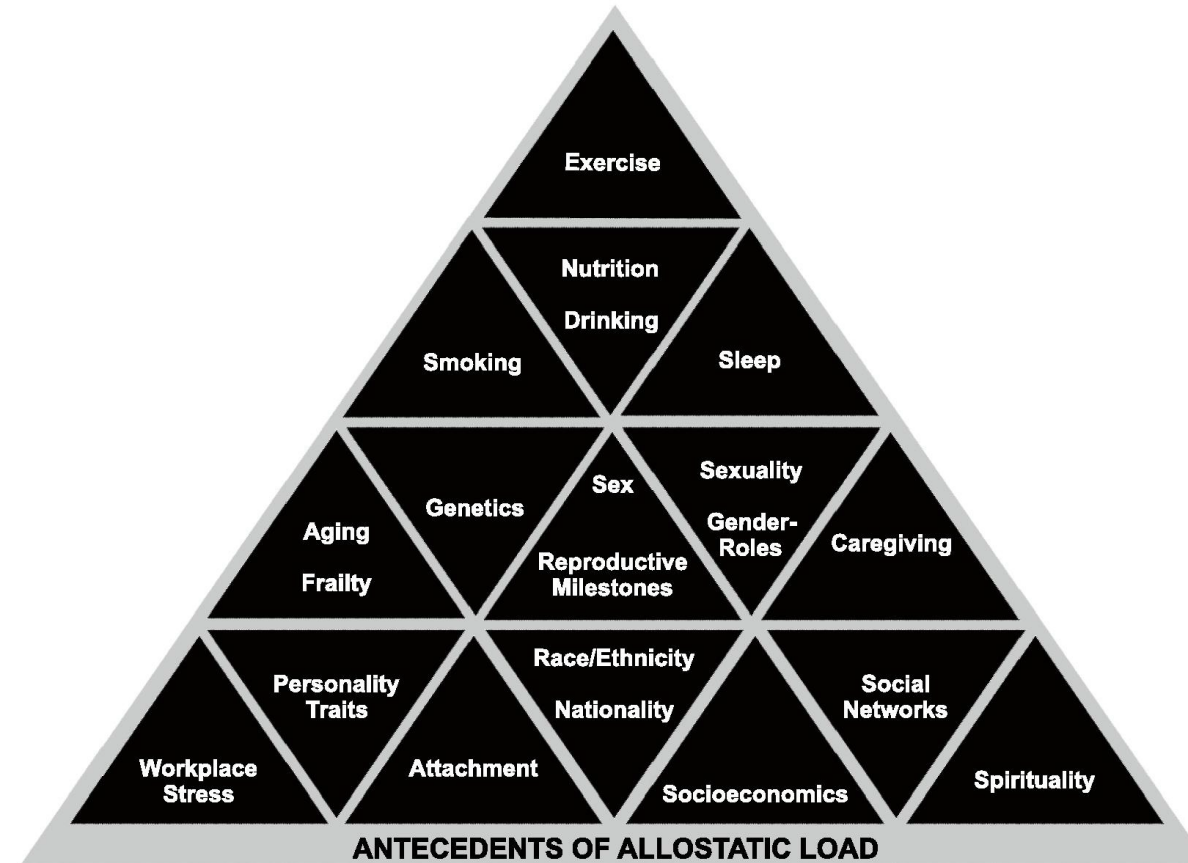 Exercise
Nutrition
Drinking
Smoking
Sleep
Aging
Frailty
Genetics
Sex
Reproductive
Milestones
Sexuality
Gender-
Roles
Caregiving
Workplace
Stress
Personality
Traits
Attachment
Race/Ethnicity
Nationality
Socioeconomics
Social
Networks
Spirituality
ANTECEDENTS OF ALLOSTATIC LOAD